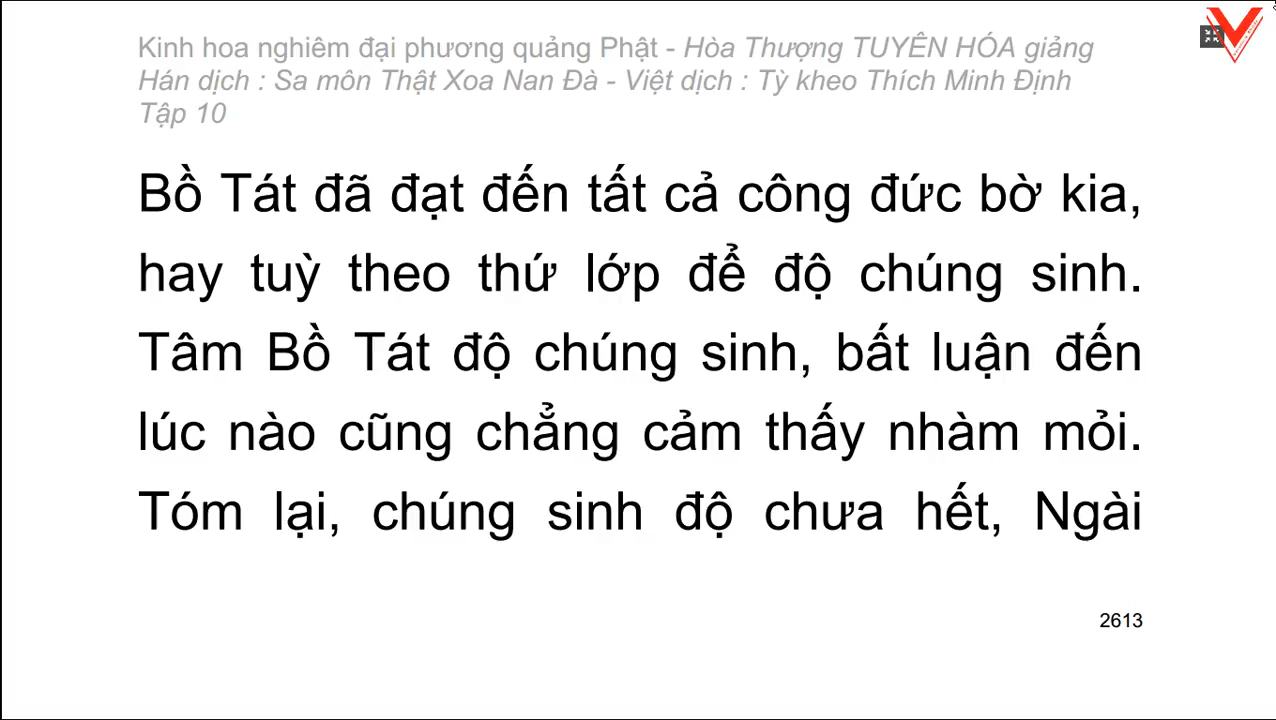 Kinh hoa nghiêm đại phương quảng Phật - Hòa Thượng TUYÊN HÓA giảng
Hán dịch : Sa môn Thật Xoa Nan Đà - Việt dịch : Tỳ kheo Thích Minh Định
Tập 10
Bồ Tát đã đạt đến tất cả công đức bờ kia,
hay tuỳ theo thứ lớp để độ chúng sinh.
Tâm Bồ Tát độ chúng sinh, bất luận đến
lúc nào cũng chẳng cảm thấy nhàm mỏi.
Tóm lại, chúng sinh độ chưa hết, Ngài
2613